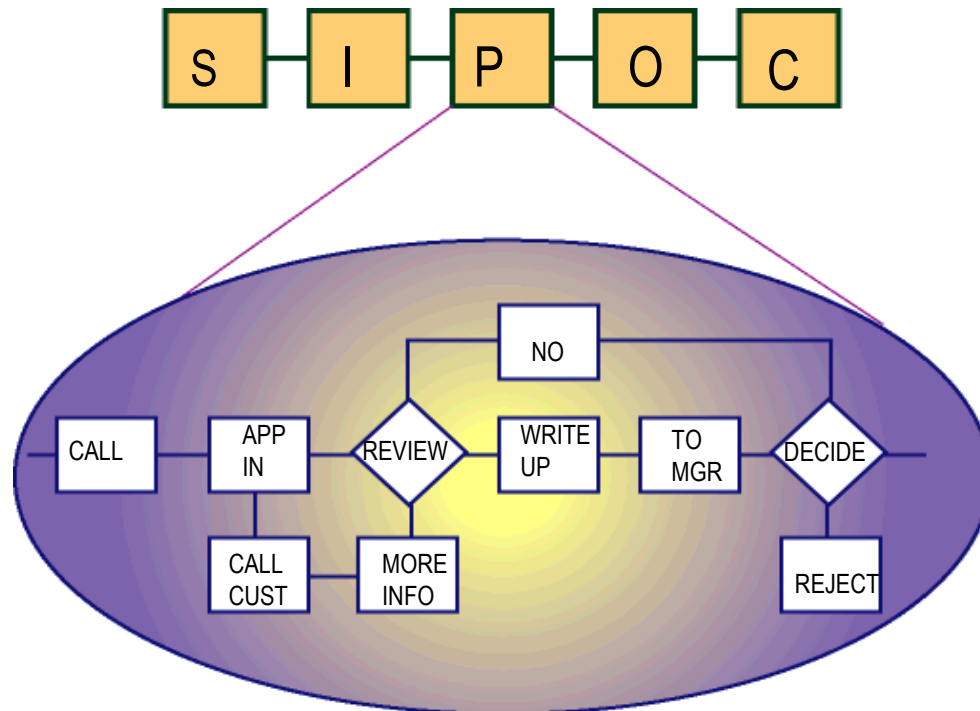 S I P O C
NO
CALL
APP
IN
REVIEW
WRITE
UP
TO
MGR
DECIDE
CALL
CUST
MORE
INFO
REJECT